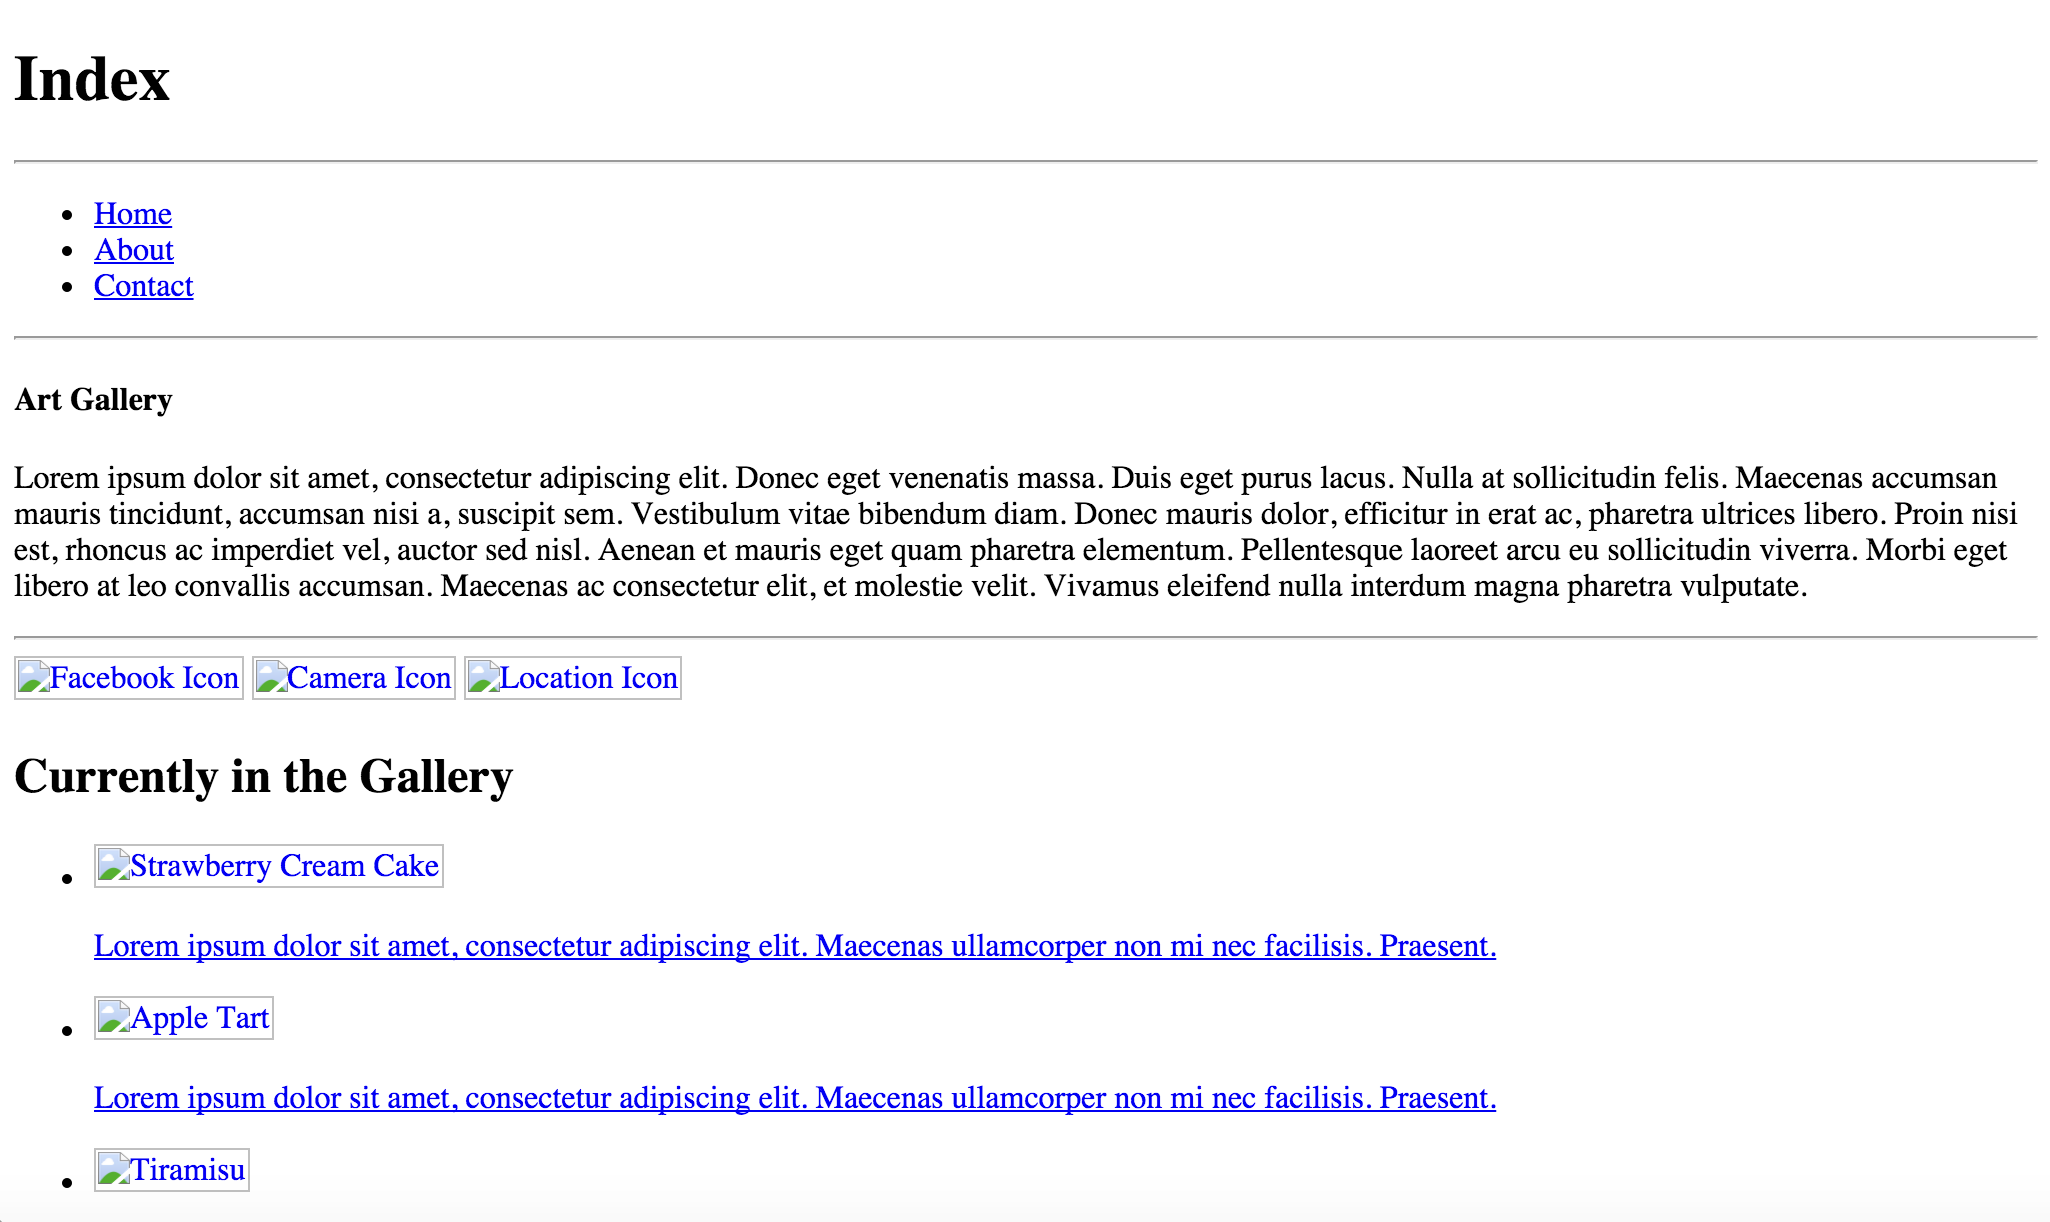 Index
Home
About
Contact
Art Gallery
Lorem ipsum dolor sit amet, consectetur adipiscing elit. Donec eget venenatis massa. Duis eget purus lacus. Nulla at sollicitudin felis. Maecenas accumsan
mauris tincidunt, accumsan nisi a, suscipit sem. Vestibulum vitae bibendum diam. Donec mauris dolor, efficitur in erat ac, pharetra ultrices libero. Proin nisi
est, rhoncus ac imperdiet vel, auctor sed nisl. Aenean et mauris eget quam pharetra elementum. Pellentesque laoreet arcu eu sollicitudin viverra. Morbi eget
libero at leo convallis accumsan. Maecenas ac consectetur elit, et molestie velit. Vivamus eleifend nulla interdum magna pharetra vulputate.
Facebook Icon Camera Icon Location Icon
Currently in the Gallery
Strawberry Cream Cake
Lorem ipsum dolor sit amet, consectetur adipiscing elit. Maecenas ullamcorper non mi nec facilisis. Praesent.
Apple Tart
Lorem ipsum dolor sit amet, consectetur adipiscing elit. Maecenas ullamcorper non mi nec facilisis. Praesent.
Tiramisu